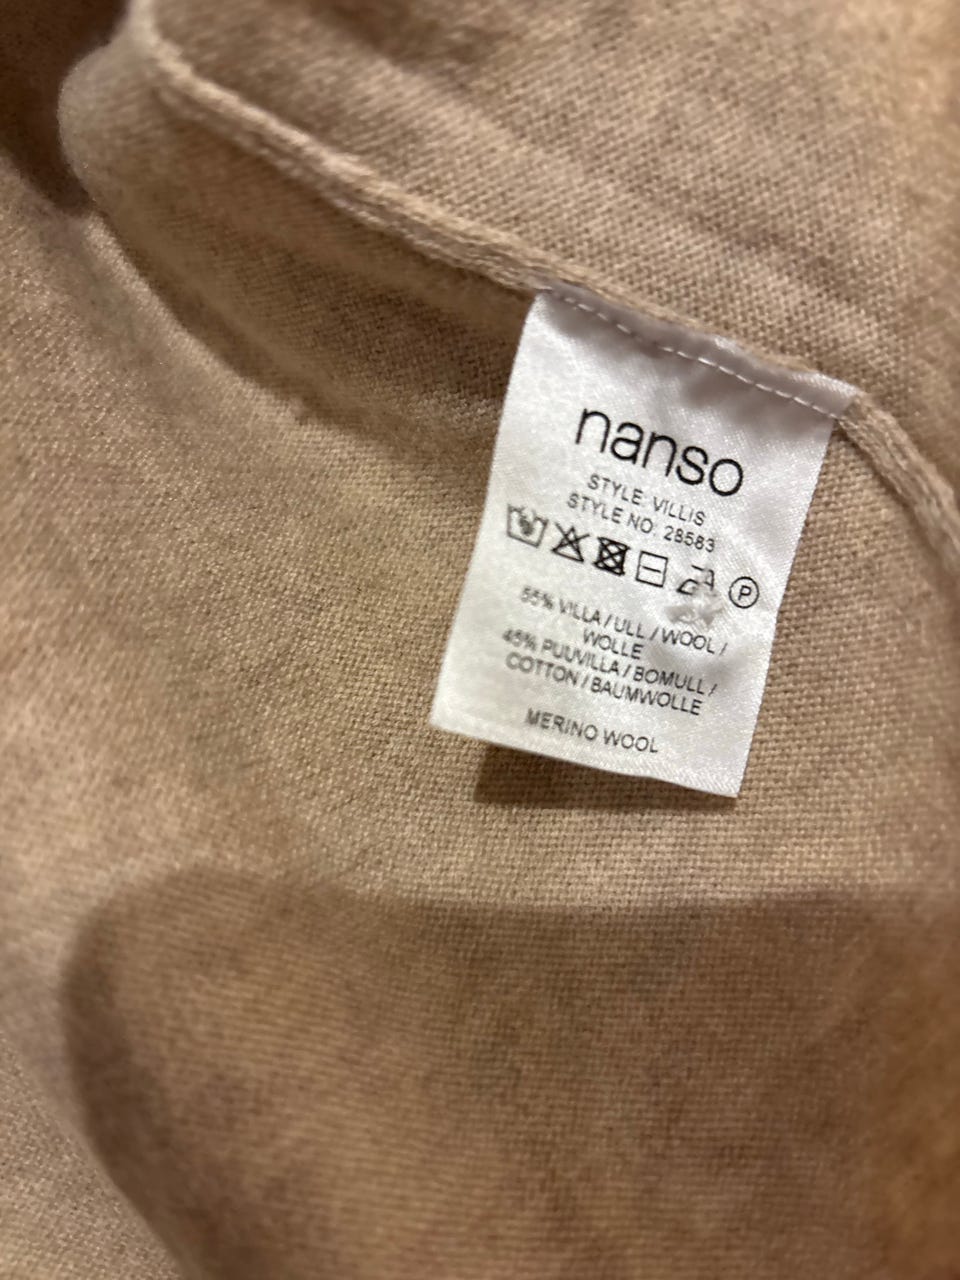 nanso
STYLE: VILLIS
STYLE NO: 28583
P
55% VILLA / ULL / WOOL /
WOLLE
45% PUUVILLA / BOMULL /
COTTON / BAUMWOLLE
MERINO WOOL